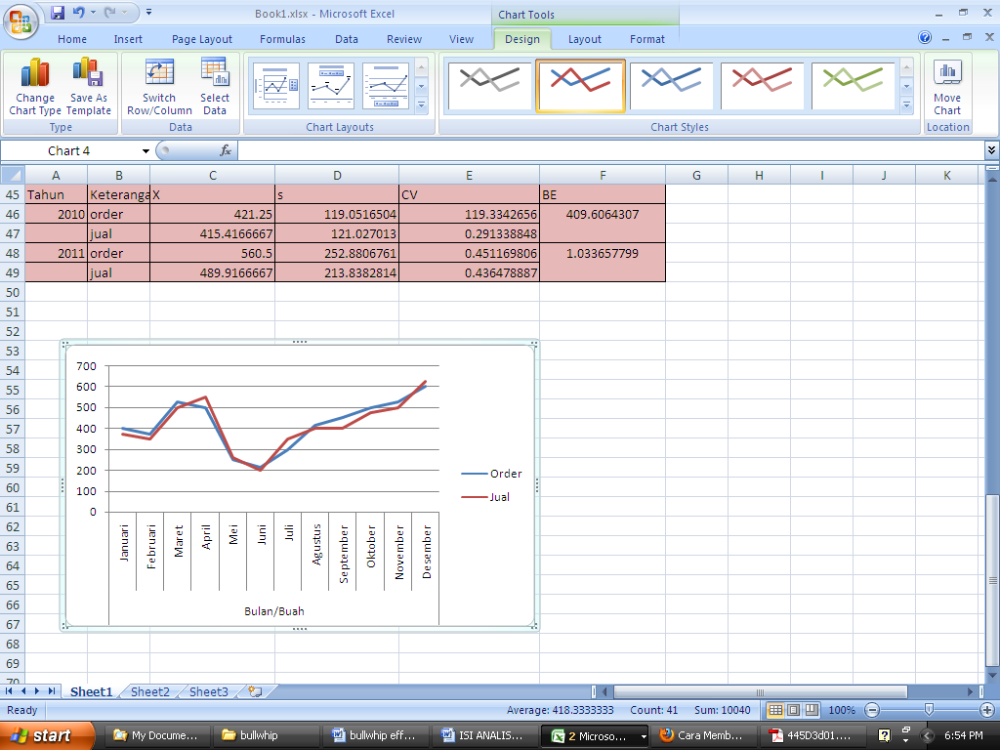 Book1.xlsx - Microsoft Excel
Chart Tools
Home Insert Page Layout Formulas Data Review View Design Layout Format
Change Chart Type
Save As Template
Switch Row/Column
Select Data
Move Chart
Type Data Chart Layouts Chart Styles Location
Chart 4 fx
A B C D E F G H I J K
45 Tahun Keteranga X s CV BE
46 2010 order 421.25 119.0516504 119.3342656 409.6064307
47 jual 415.4166667 121.027013 0.291338848
48 2011 order 560.5 252.8806761 0.451169806 1.033657799
49 jual 489.9166667 213.8382814 0.436478887
50
51
52
53
54
55
56
57
58
59
60
61
62
63
64
65
66
67
68
69
70
700
600
500
400
300
200
100
0
Januari Februari Maret April Mei Juni Juli Agustus September Oktober November Desember
Bulan/Buah
Order
Jual
Sheet1 Sheet2 Sheet3
Ready Average: 418.3333333 Count: 41 Sum: 10040 100%
start My Docume... bullwhip bullwhip eff... ISI ANALIS... 2 Microso... Cara Memb... 445D3d01.... 6:54 PM